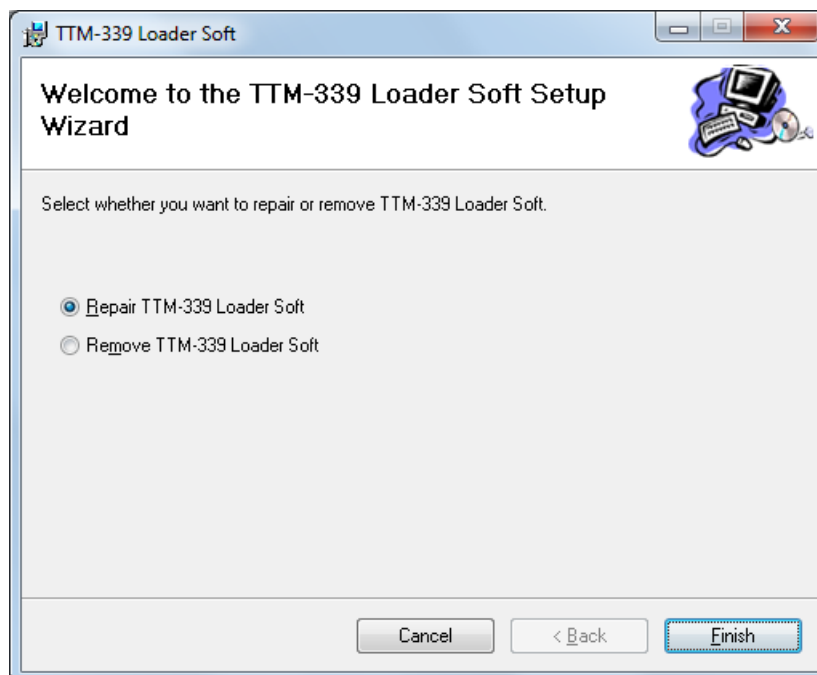 TTM-339 Loader Soft
Welcome to the TTM-339 Loader Soft Setup
Wizard
Select whether you want to repair or remove TTM-339 Loader Soft.
Repair TTM-339 Loader Soft
Remove TTM-339 Loader Soft
Cancel
< Back
Finish